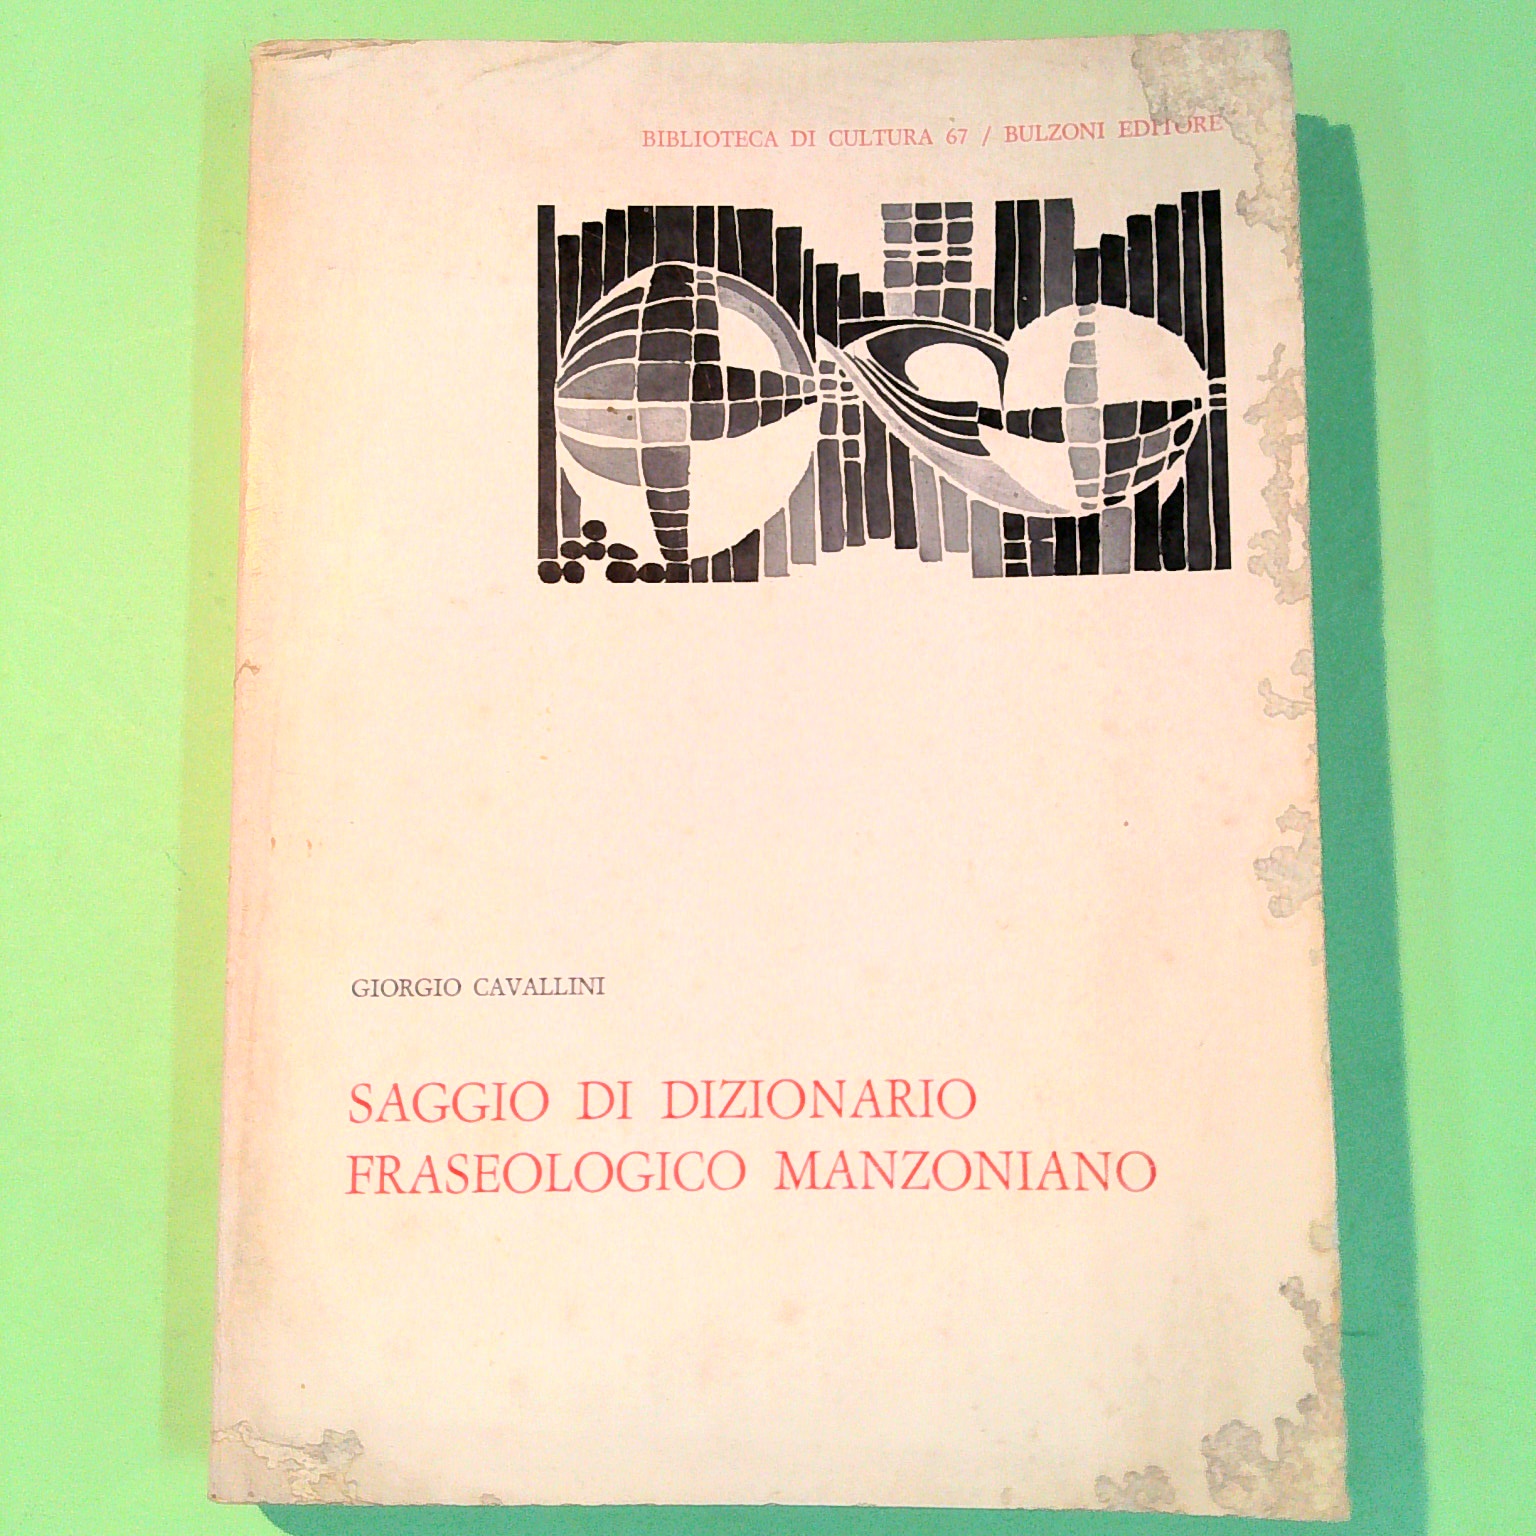 BIBLIOTECA DI CULTURA 67 / BULZONI EDITORE
GIORGIO CAVALLINI
SAGGIO DI DIZIONARIO
FRASEOLOGICO MANZONIANO